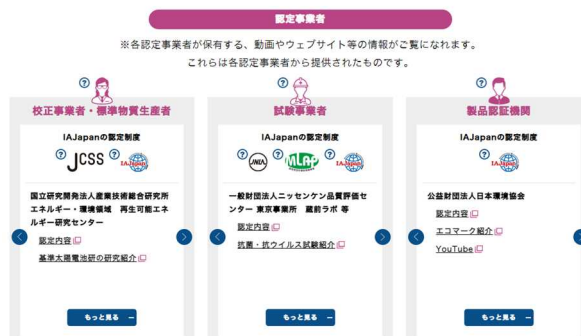 認定事業者
※各認定事業者が保有する、動画やウェブサイト等の情報がご覧になれます。
これらは各認定事業者から提供されたものです。
?
校正事業者・標準物質生産者
IAJapanの認定制度
? JCSS ? IAJapan
国立研究開発法人産業技術総合研究所
エネルギー・環境領域 再生可能エネ
ルギー研究センター
認定内容
基準太陽電池研の研究紹介
もっと見る
?
試験事業者
IAJapanの認定制度
? JNLA ? MLAP ? IAJapan
一般財団法人ニッセンケン品質評価セ
ンター 東京事業所 蔵前ラボ 等
認定内容
抗菌・抗ウイルス試験紹介
もっと見る
?
製品認証機関
IAJapanの認定制度
? IAJapan
公益財団法人日本環境協会
認定内容
エコマーク紹介
YouTube
もっと見る